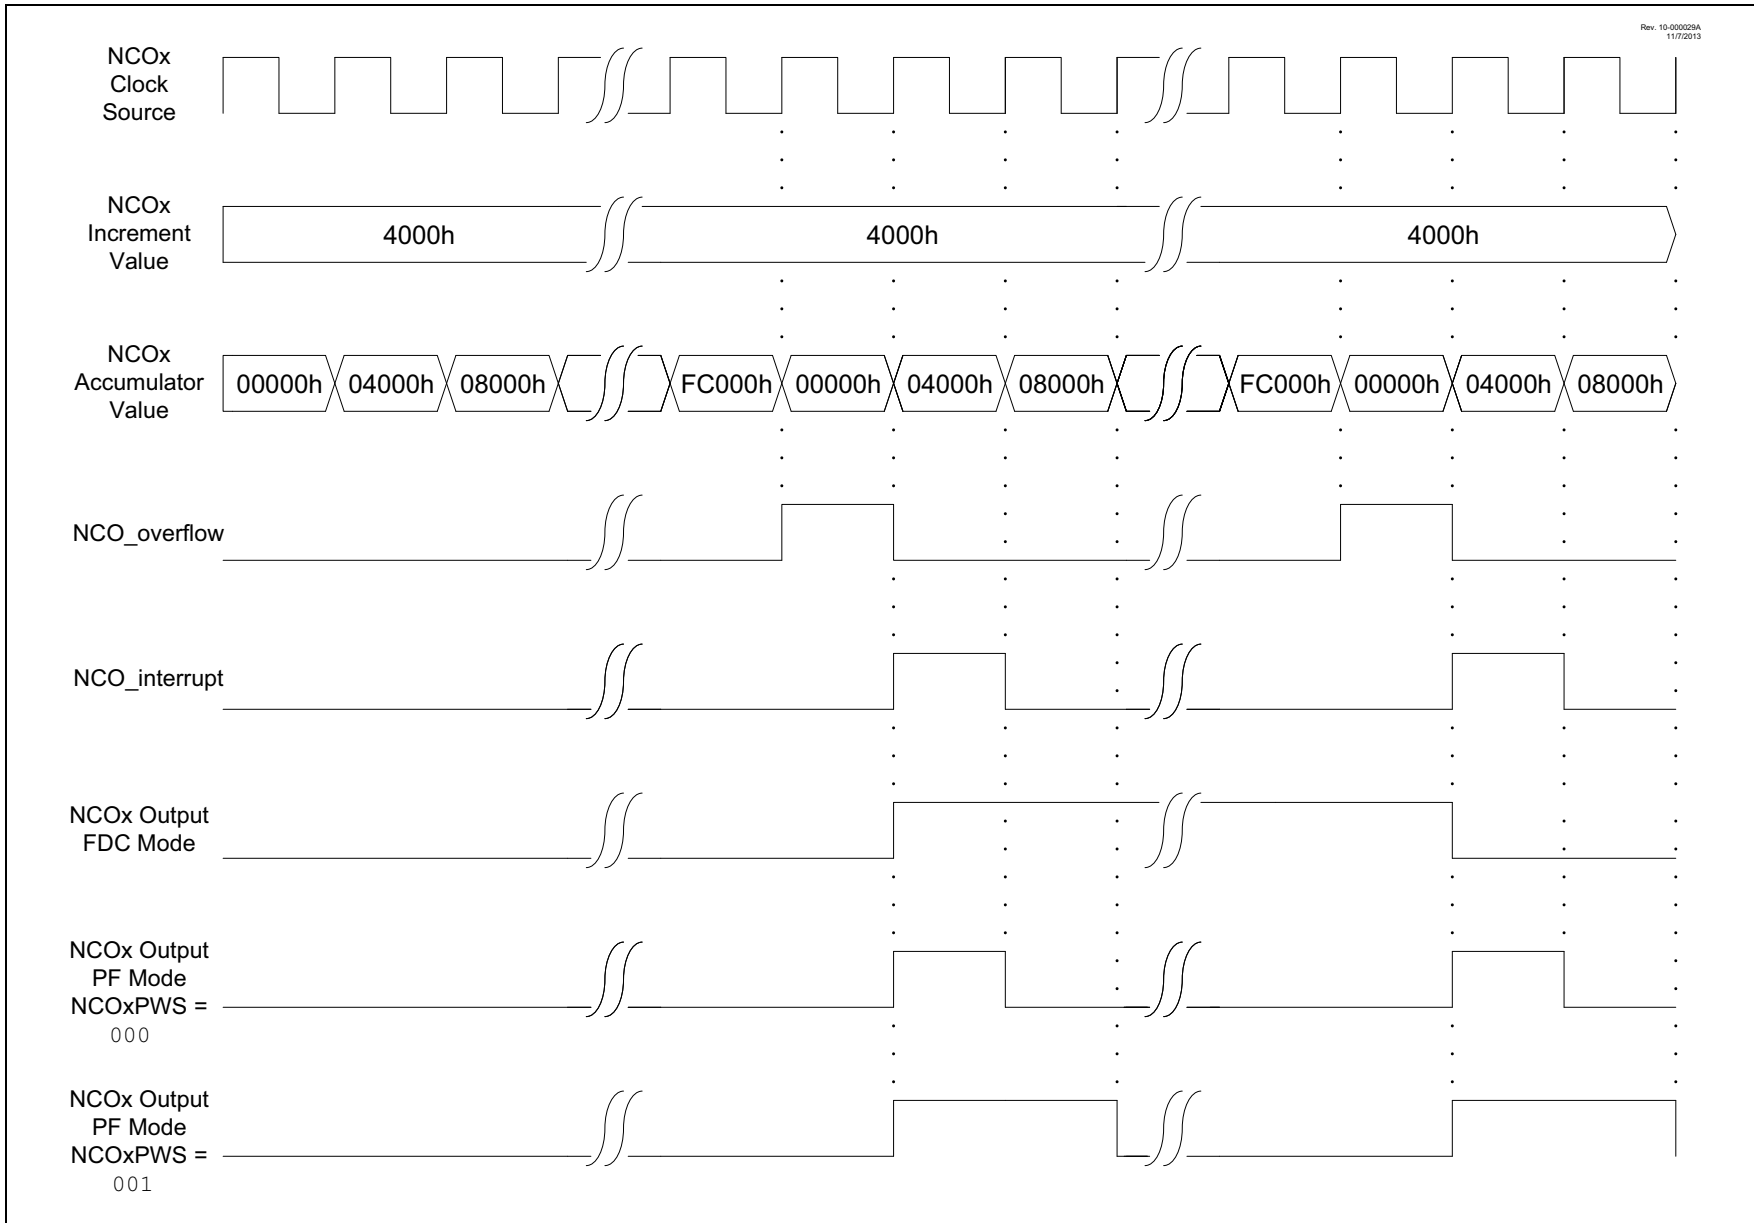 Rev. 10-000029A
11/7/2013
NCOx
Clock
Source
NCOx
Increment
Value
4000h
4000h
4000h
NCOx
Accumulator
Value
00000h
04000h
08000h
FC000h
00000h
04000h
08000h
FC000h
00000h
04000h
08000h
NCO_overflow
NCO_interrupt
NCOx Output
FDC Mode
NCOx Output
PF Mode
NCOxPWS =
000
NCOx Output
PF Mode
NCOxPWS =
001